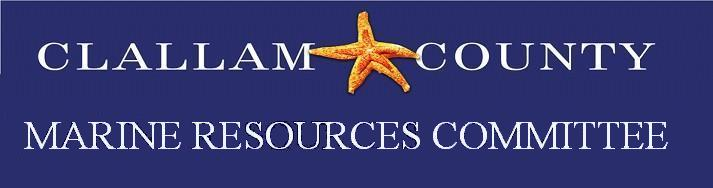 CLALLAM COUNTY
MARINE RESOURCES COMMITTEE